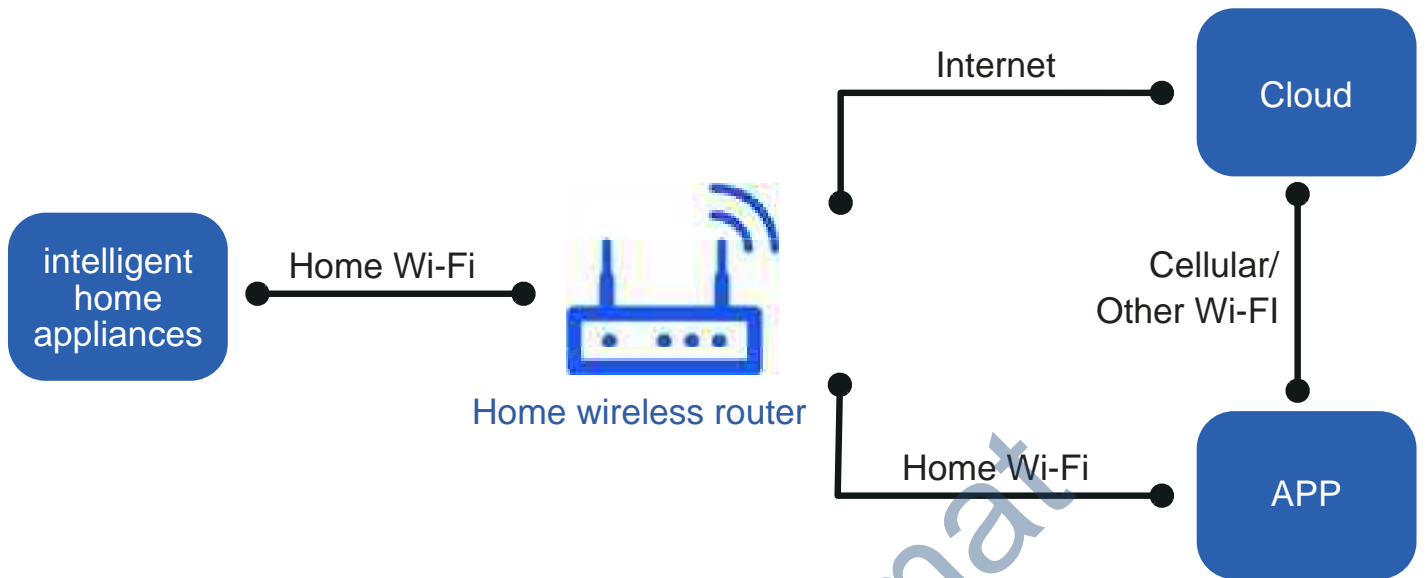 Internet
Cloud
intelligent
home
appliances
Home Wi-Fi
Cellular/
Other Wi-FI
Home wireless router
Home Wi-Fi
APP
mat